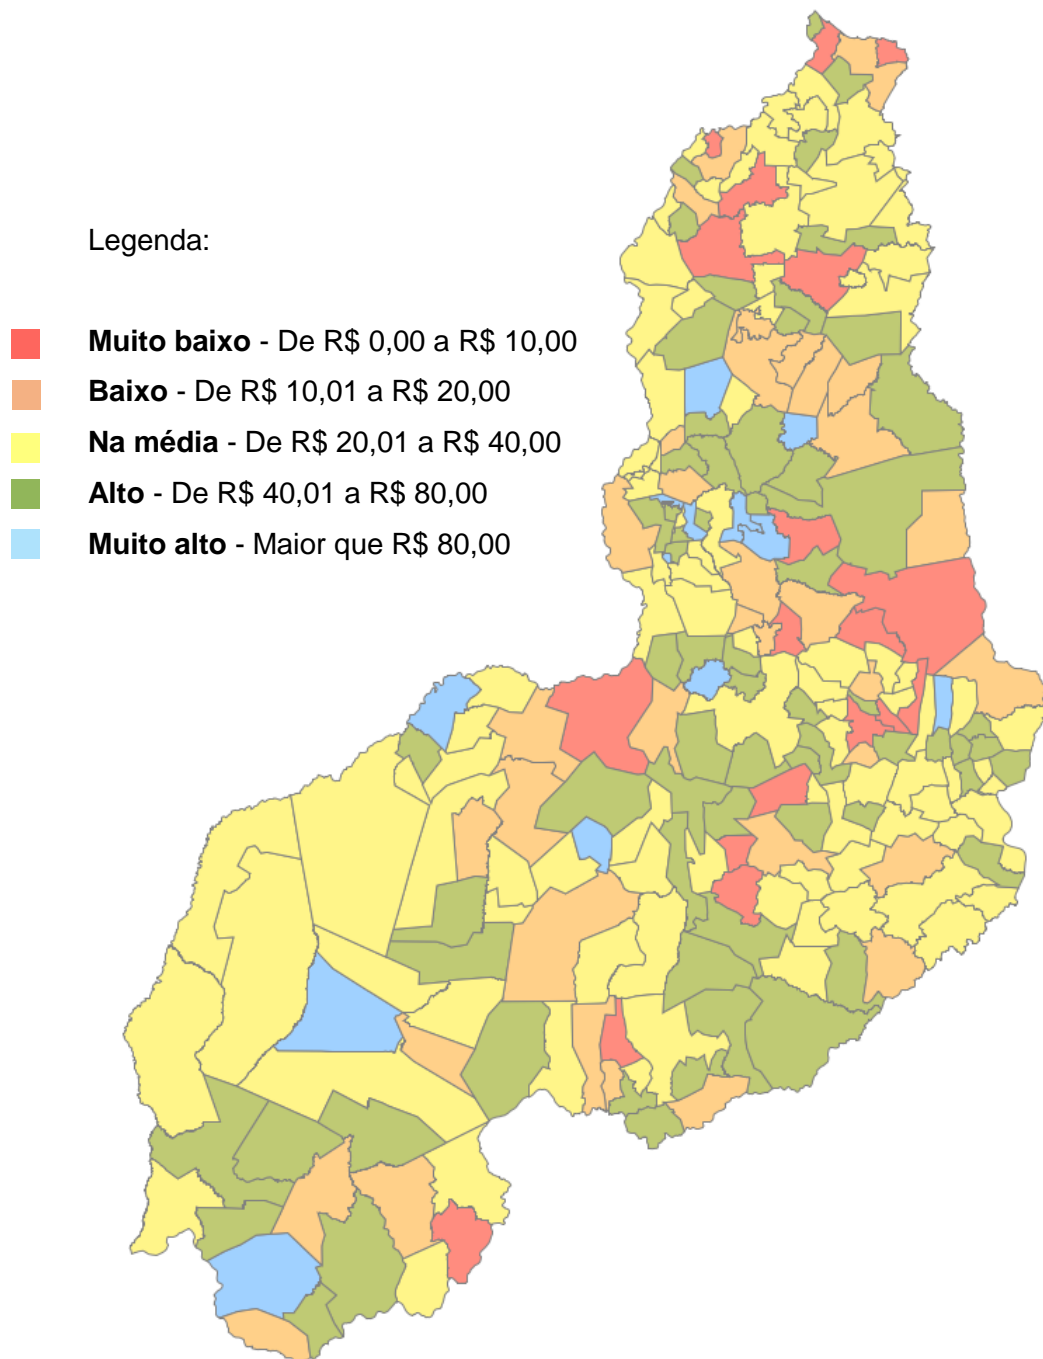 Legenda:
Muito baixo - De R$ 0,00 a R$ 10,00
Baixo - De R$ 10,01 a R$ 20,00
Na média - De R$ 20,01 a R$ 40,00
Alto - De R$ 40,01 a R$ 80,00
Muito alto - Maior que R$ 80,00